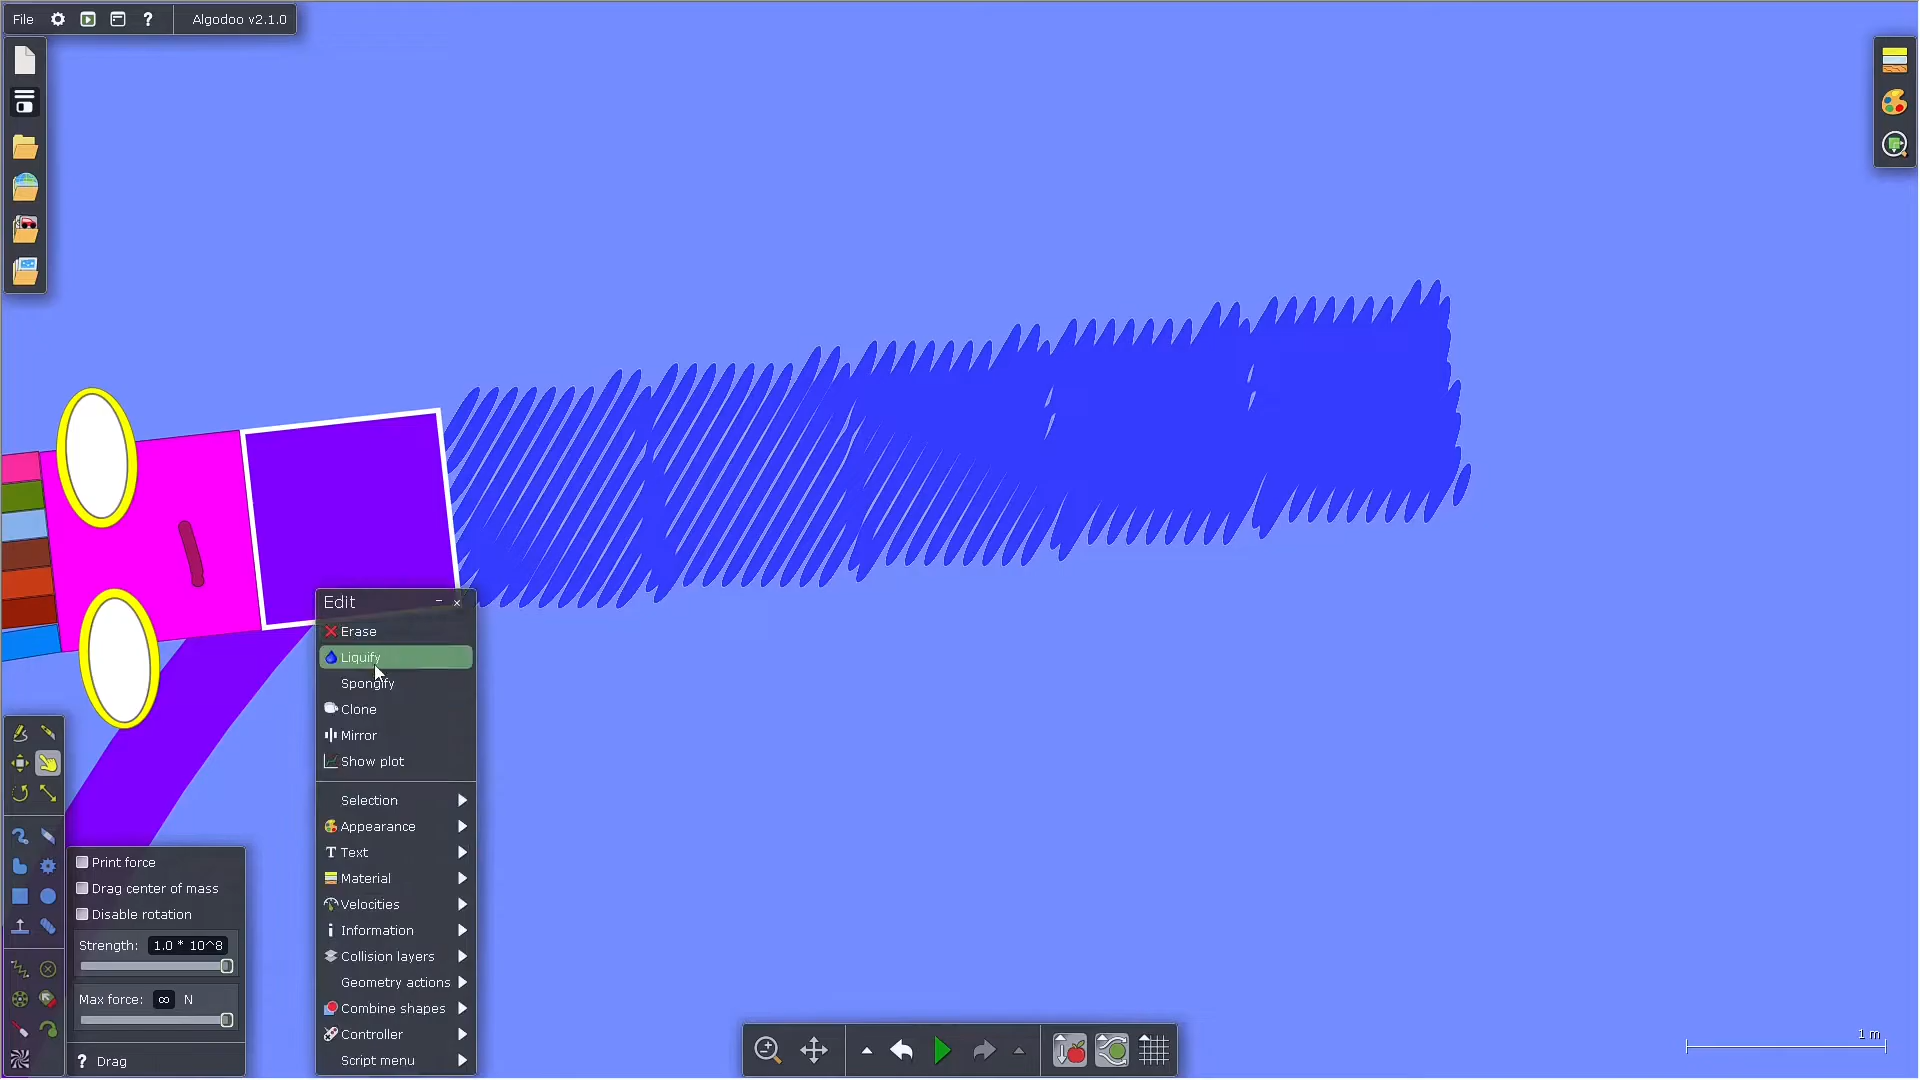 File ? Algodoo v2.1.0
Edit - ×
Erase
Liquify
Spongify
Clone
Mirror
Show plot
Selection
Appearance
T Text
Material
Velocities
i Information
Collision layers
Geometry actions
Combine shapes
Controller
Script menu
Print force
Drag center of mass
Disable rotation
Strength: 1.0 * 10^8
Max force: ∞ N
? Drag
1 m